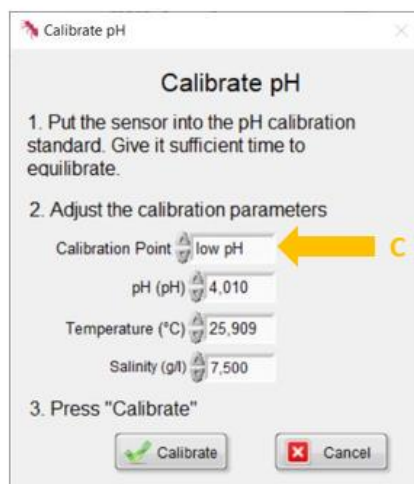 Calibrate pH
Calibrate pH
1. Put the sensor into the pH calibration
standard. Give it sufficient time to
equilibrate.
2. Adjust the calibration parameters
Calibration Point low pH C
pH (pH) 4,010
Temperature (°C) 25,909
Salinity (g/l) 7,500
3. Press "Calibrate"
Calibrate Cancel